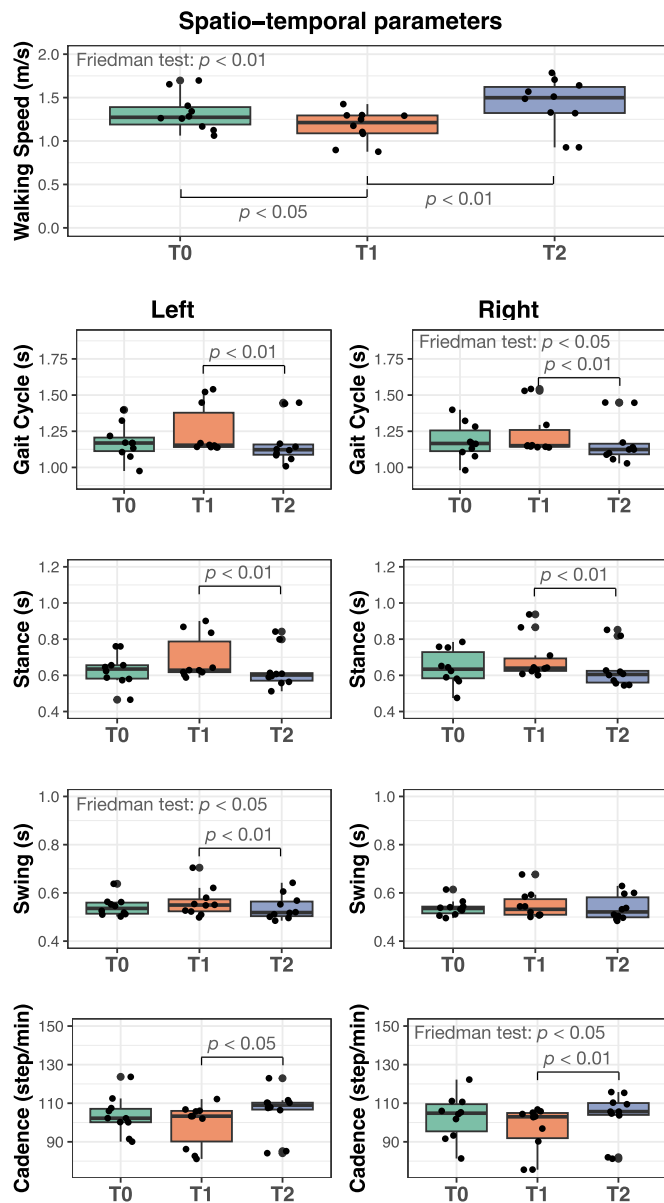 Spatio-temporal parameters
Walking Speed (m/s)
2.0
1.5
1.0
0.5
0.0
Friedman test: p < 0.01
p < 0.05
p < 0.01
T0 T1 T2
Left
Right
Gait Cycle (s)
1.75
1.50
1.25
1.00
p < 0.01
T0 T1 T2
Gait Cycle (s)
1.75
1.50
1.25
1.00
Friedman test: p < 0.05
p < 0.01
T0 T1 T2
Stance (s)
1.2
1.0
0.8
0.6
0.4
p < 0.01
T0 T1 T2
Stance (s)
1.2
1.0
0.8
0.6
0.4
p < 0.01
T0 T1 T2
Swing (s)
1.0
0.8
0.6
0.4
Friedman test: p < 0.05
p < 0.01
T0 T1 T2
Swing (s)
1.0
0.8
0.6
0.4
T0 T1 T2
Cadence (step/min)
150
130
110
90
p < 0.05
T0 T1 T2
Cadence (step/min)
150
130
110
90
Friedman test: p < 0.05
p < 0.01
T0 T1 T2